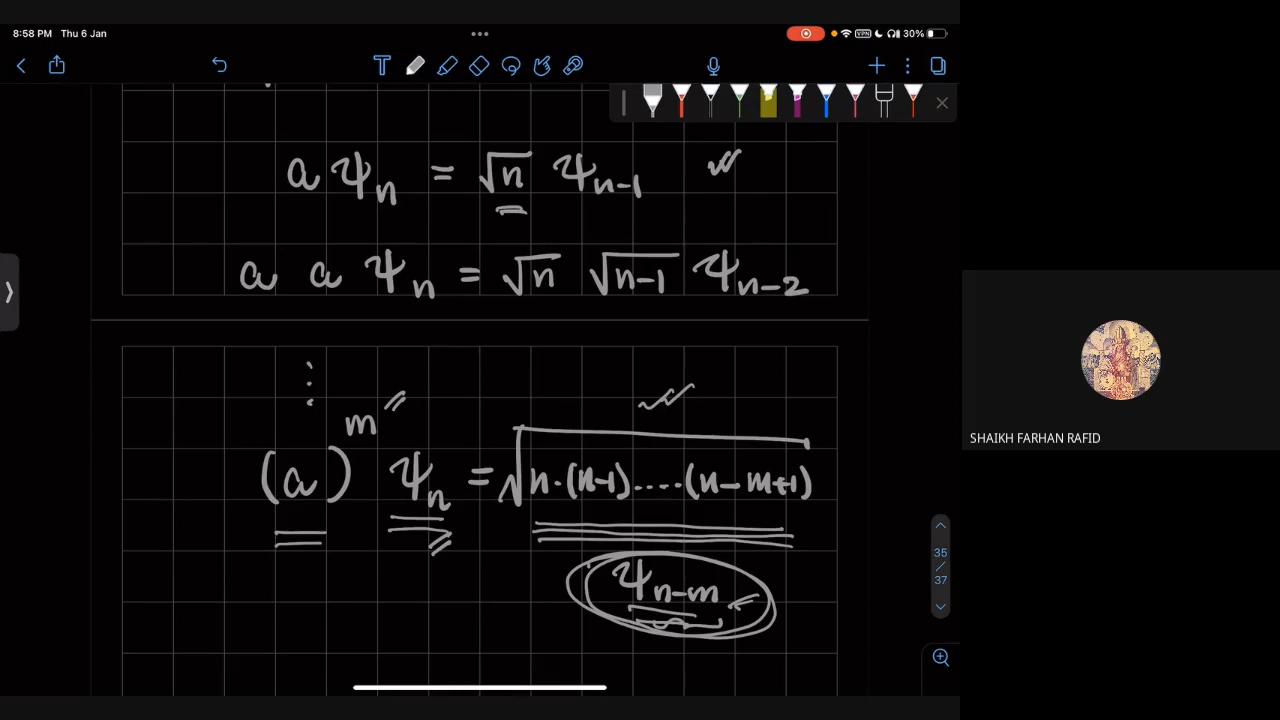 8:58 PM Thu 6 Jan
VPN 30%
a ψₙ = √n ψₙ₋₁
a a ψₙ = √n √n-1 ψₙ₋₂
⋮
(a)ᵐ ψₙ = √n·(n-1).....(n-m+1)
ψₙ₋ₘ
35
/
37
SHAIKH FARHAN RAFID